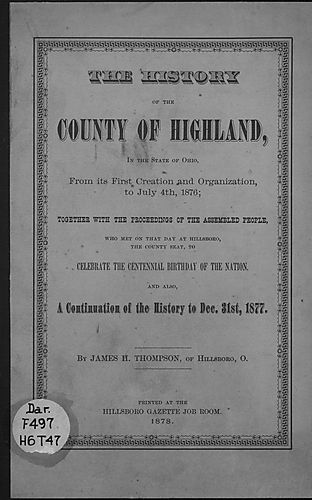 THE HISTORY
OF THE
COUNTY OF HIGHLAND,
IN THE STATE OF OHIO,
From its First Creation and Organization,
to July 4th, 1876;
TOGETHER WITH THE PROCEEDINGS OF THE ASSEMBLED PEOPLE,
WHO MET ON THAT DAY AT HILLSBORO,
THE COUNTY SEAT, TO
CELEBRATE THE CENTENNIAL BIRTHDAY OF THE NATION.
AND ALSO,
A Continuation of the History to Dec. 31st, 1877.
BY JAMES H. THOMPSON, OF HILLSBORO, O.
PRINTED AT THE
HILLSBORO GAZETTE JOB ROOM.
1878.
Dar.
F497
H6T47